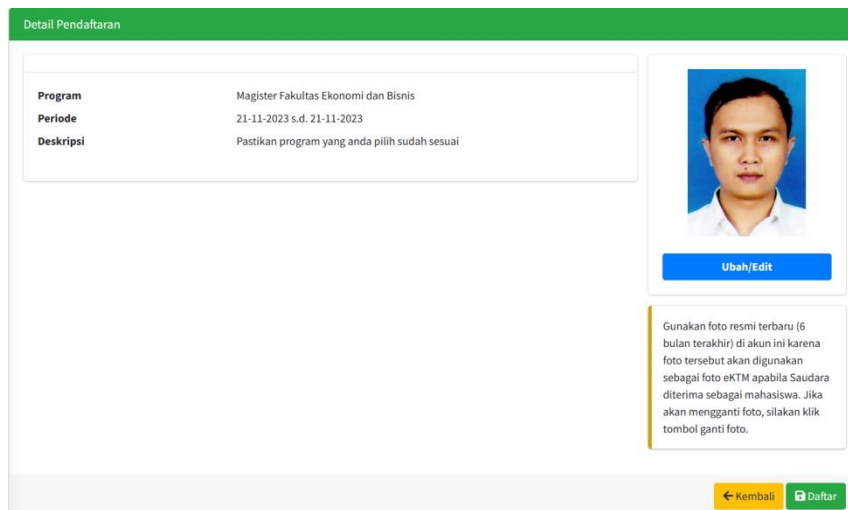 Detail Pendaftaran
Program Magister Fakultas Ekonomi dan Bisnis
Periode 21-11-2023 s.d. 21-11-2023
Deskripsi Pastikan program yang anda pilih sudah sesuai
Ubah/Edit
Gunakan foto resmi terbaru (6
bulan terakhir) di akun ini karena
foto tersebut akan digunakan
sebagai foto eKTM apabila Saudara
diterima sebagai mahasiswa. Jika
akan mengganti foto, silakan klik
tombol ganti foto.
Kembali Daftar